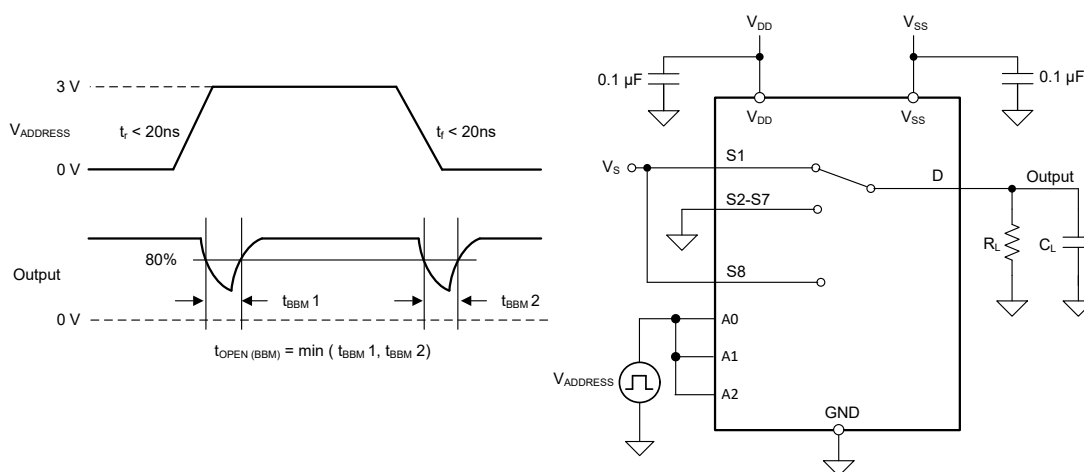 3 V
V_ADDRESS
t_r < 20ns
t_f < 20ns
0 V
80%
Output
t_BBM 1
t_BBM 2
0 V
t_OPEN (BBM) = min ( t_BBM 1, t_BBM 2)
V_DD
V_SS
0.1 µF
0.1 µF
V_DD
V_SS
V_S
S1
D
Output
S2-S7
R_L
C_L
S8
A0
A1
V_ADDRESS
A2
GND